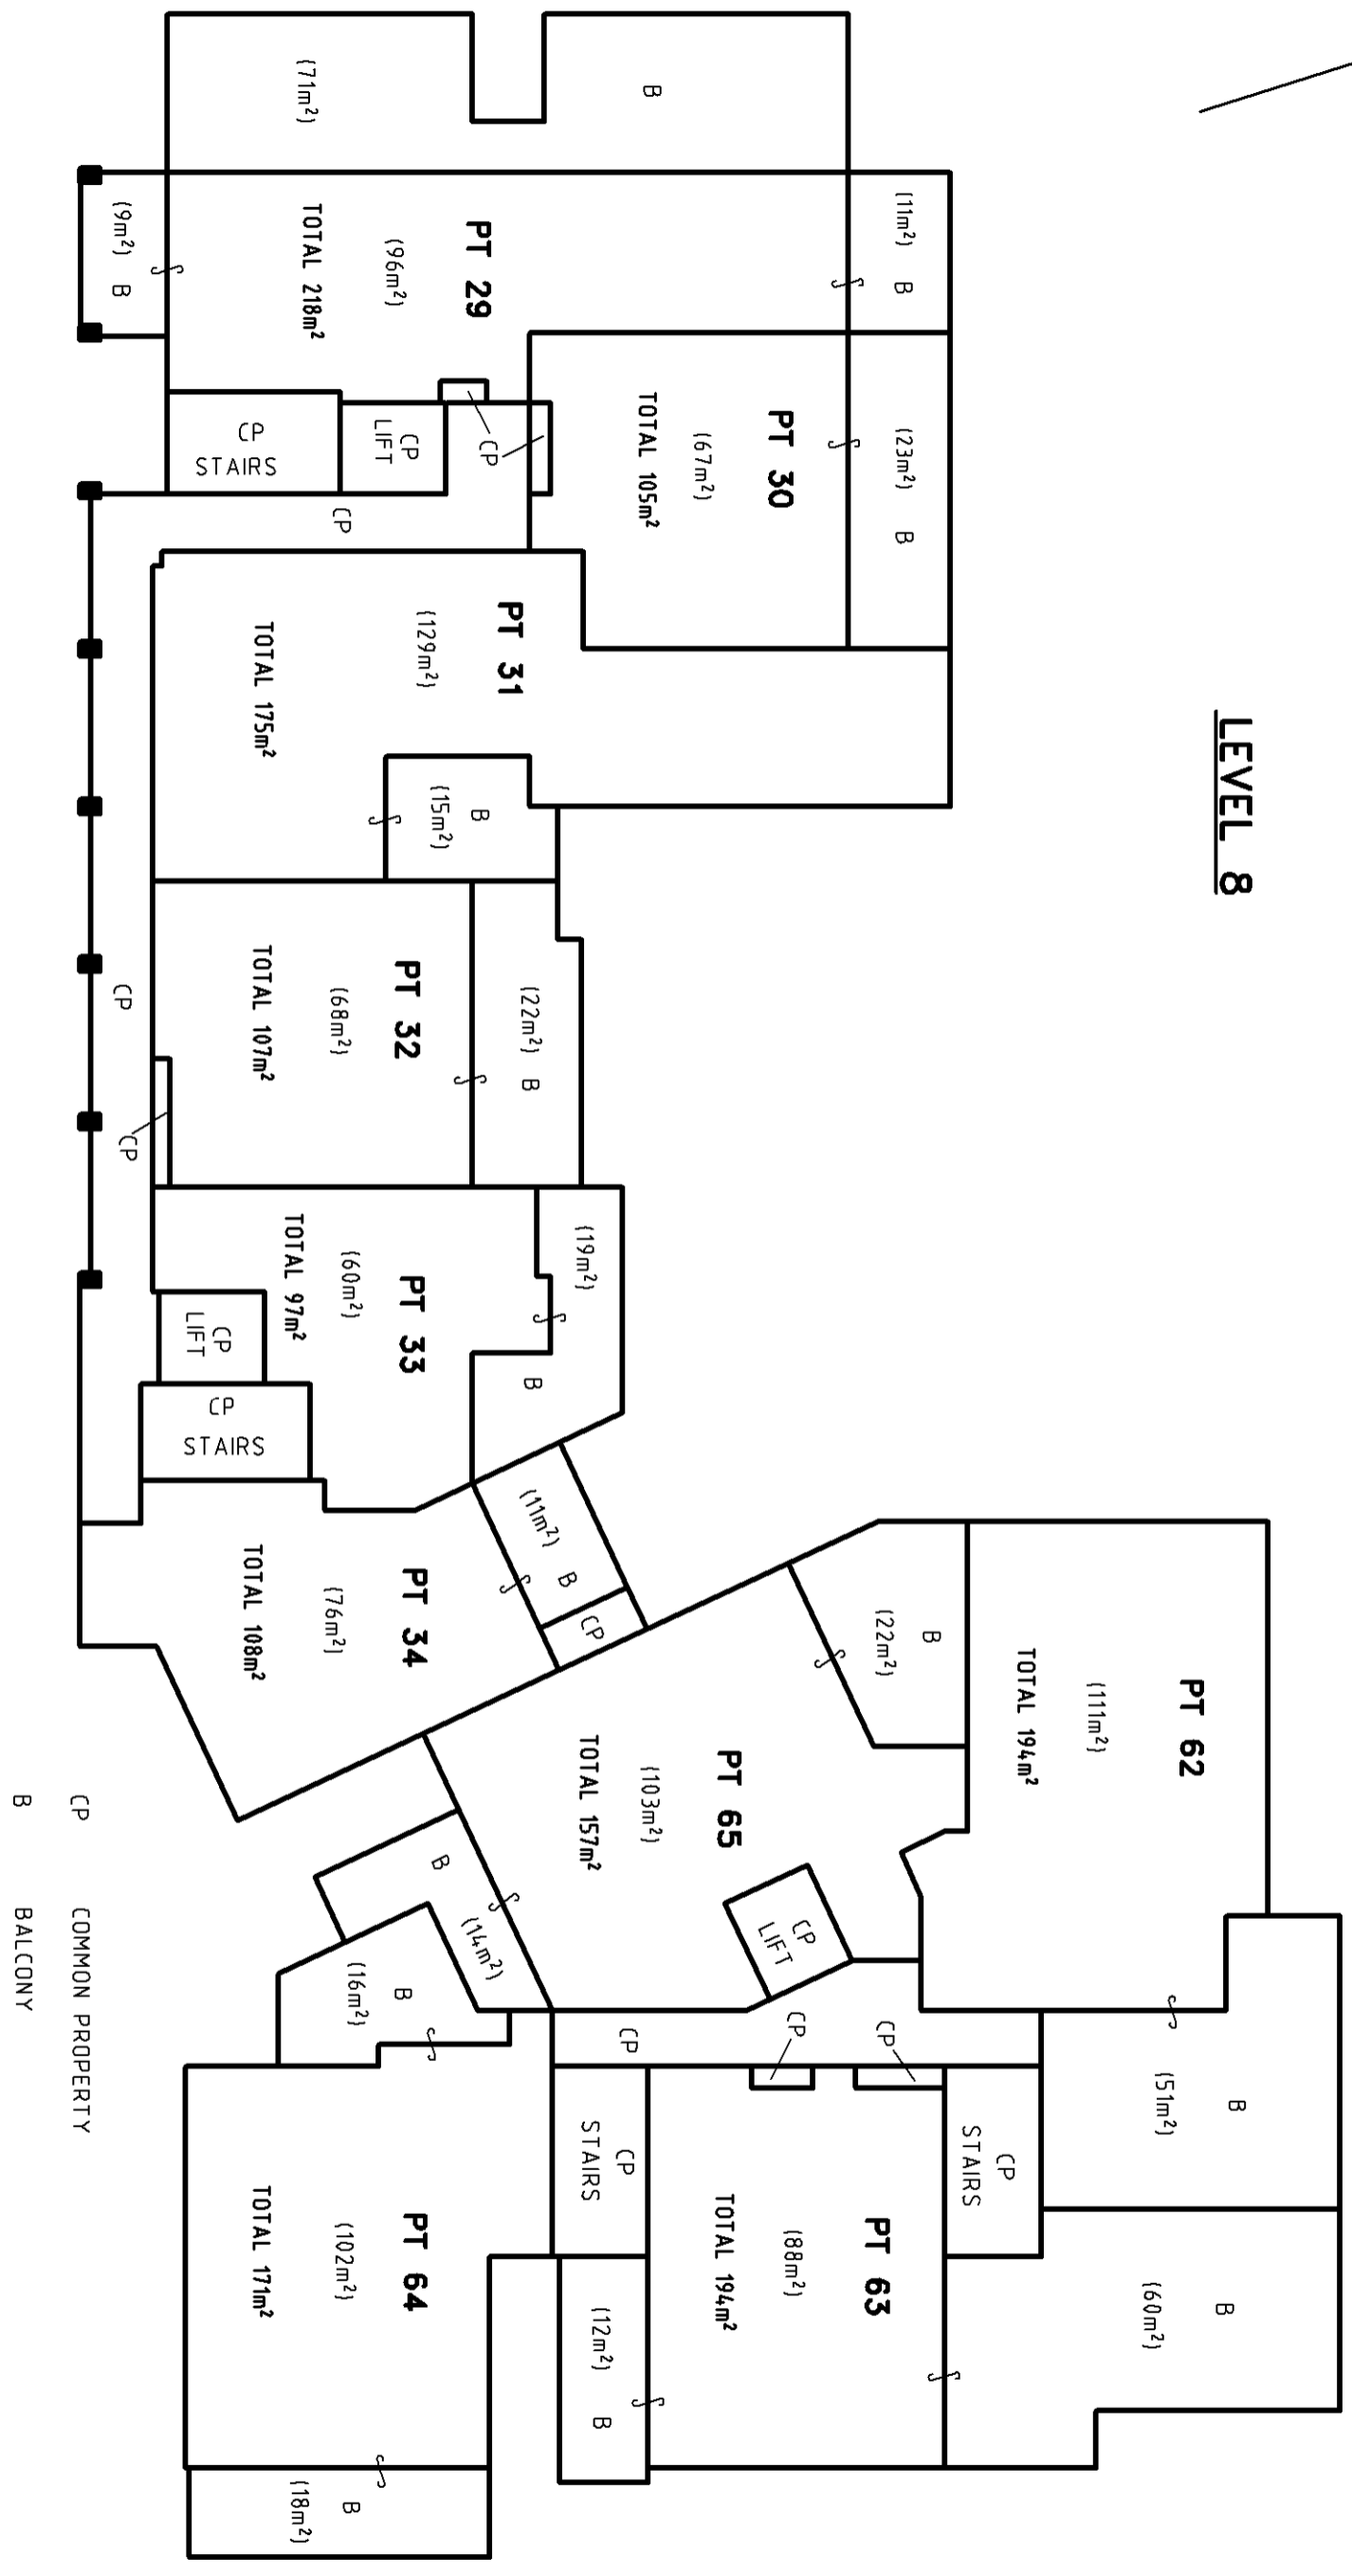 LEVEL 8
B
(71m²)
(11m²) B
PT 29
(96m²)
TOTAL 218m²
(9m²) B
(23m²) B
PT 30
(67m²)
TOTAL 105m²
CP
CP
LIFT
CP
STAIRS
CP
PT 31
(129m²)
TOTAL 175m²
B
(15m²)
(22m²) B
PT 32
(68m²)
TOTAL 107m²
CP
CP
(19m²)
B
PT 33
(60m²)
TOTAL 97m²
CP
LIFT
CP
STAIRS
(11m²) B
CP
PT 34
(76m²)
TOTAL 108m²
PT 62
(111m²)
TOTAL 194m²
B
(22m²)
PT 65
(103m²)
TOTAL 157m²
CP
LIFT
B
(14m²)
B
(16m²)
CP
CP
CP
B
(51m²)
CP
STAIRS
CP
STAIRS
PT 63
(88m²)
TOTAL 194m²
B
(60m²)
(12m²) B
PT 64
(102m²)
TOTAL 171m²
B
(18m²)
CP COMMON PROPERTY
B BALCONY